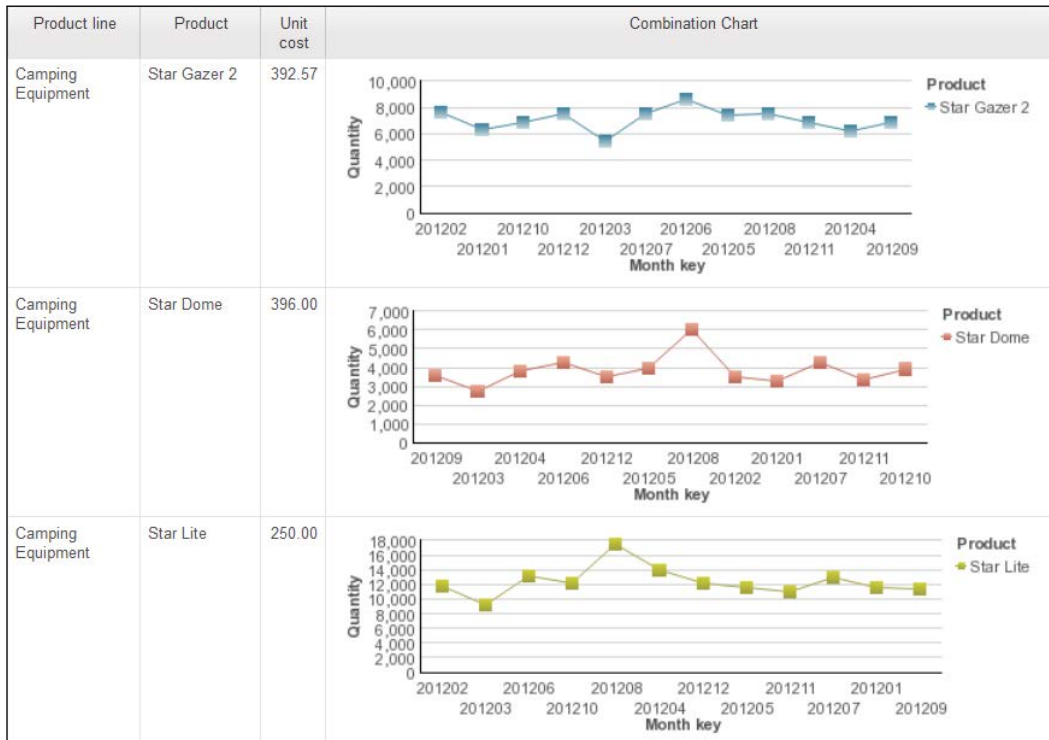 Product line Product Unit cost Combination Chart
Camping Equipment Star Gazer 2 392.57
10,000
8,000
6,000
4,000
2,000
0
Quantity
201202 201210 201203 201206 201208 201204
201201 201212 201207 201205 201211 201209
Month key
Product
Star Gazer 2
Camping Equipment Star Dome 396.00
7,000
6,000
5,000
4,000
3,000
2,000
1,000
0
Quantity
201209 201204 201212 201208 201201 201211
201203 201206 201205 201202 201207 201210
Month key
Product
Star Dome
Camping Equipment Star Lite 250.00
18,000
16,000
14,000
12,000
10,000
8,000
6,000
4,000
2,000
0
Quantity
201202 201206 201208 201212 201211 201201
201203 201210 201204 201205 201207 201209
Month key
Product
Star Lite